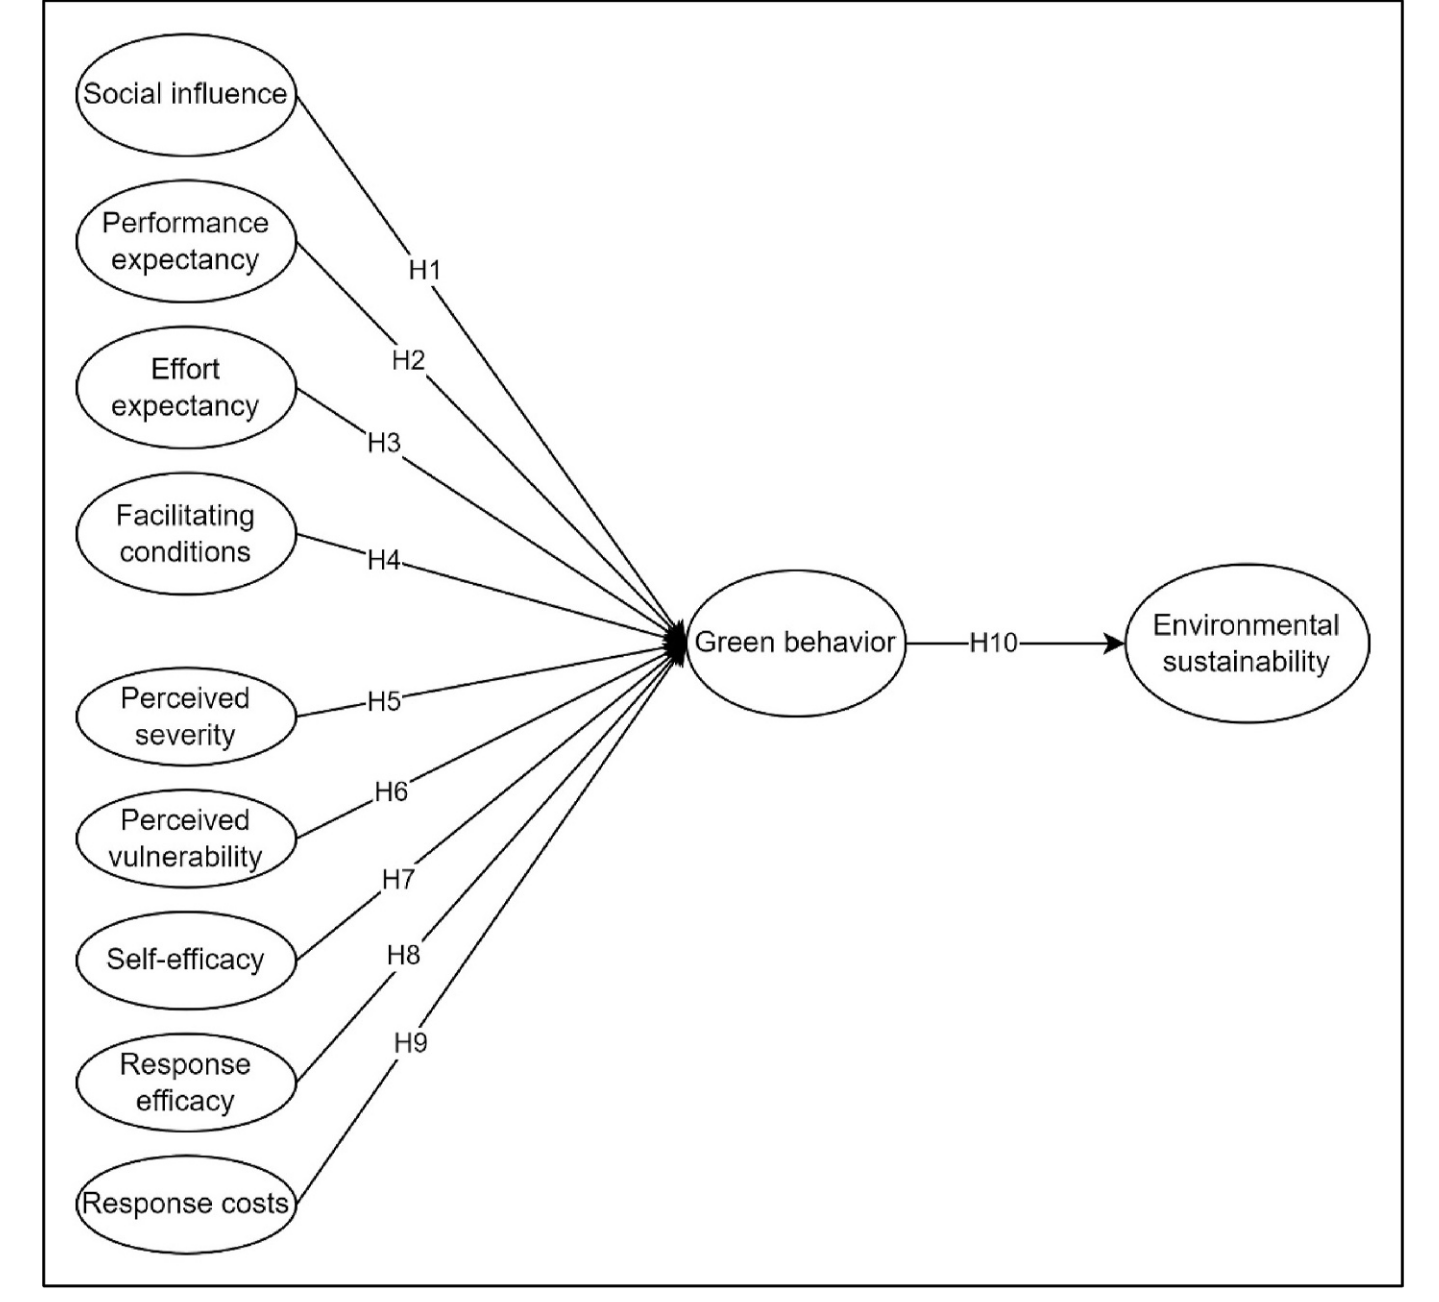 Social influence
Performance
expectancy
Effort
expectancy
Facilitating
conditions
Perceived
severity
Perceived
vulnerability
Self-efficacy
Response
efficacy
Response costs
H1
H2
H3
H4
H5
H6
H7
H8
H9
Green behavior
H10
Environmental
sustainability